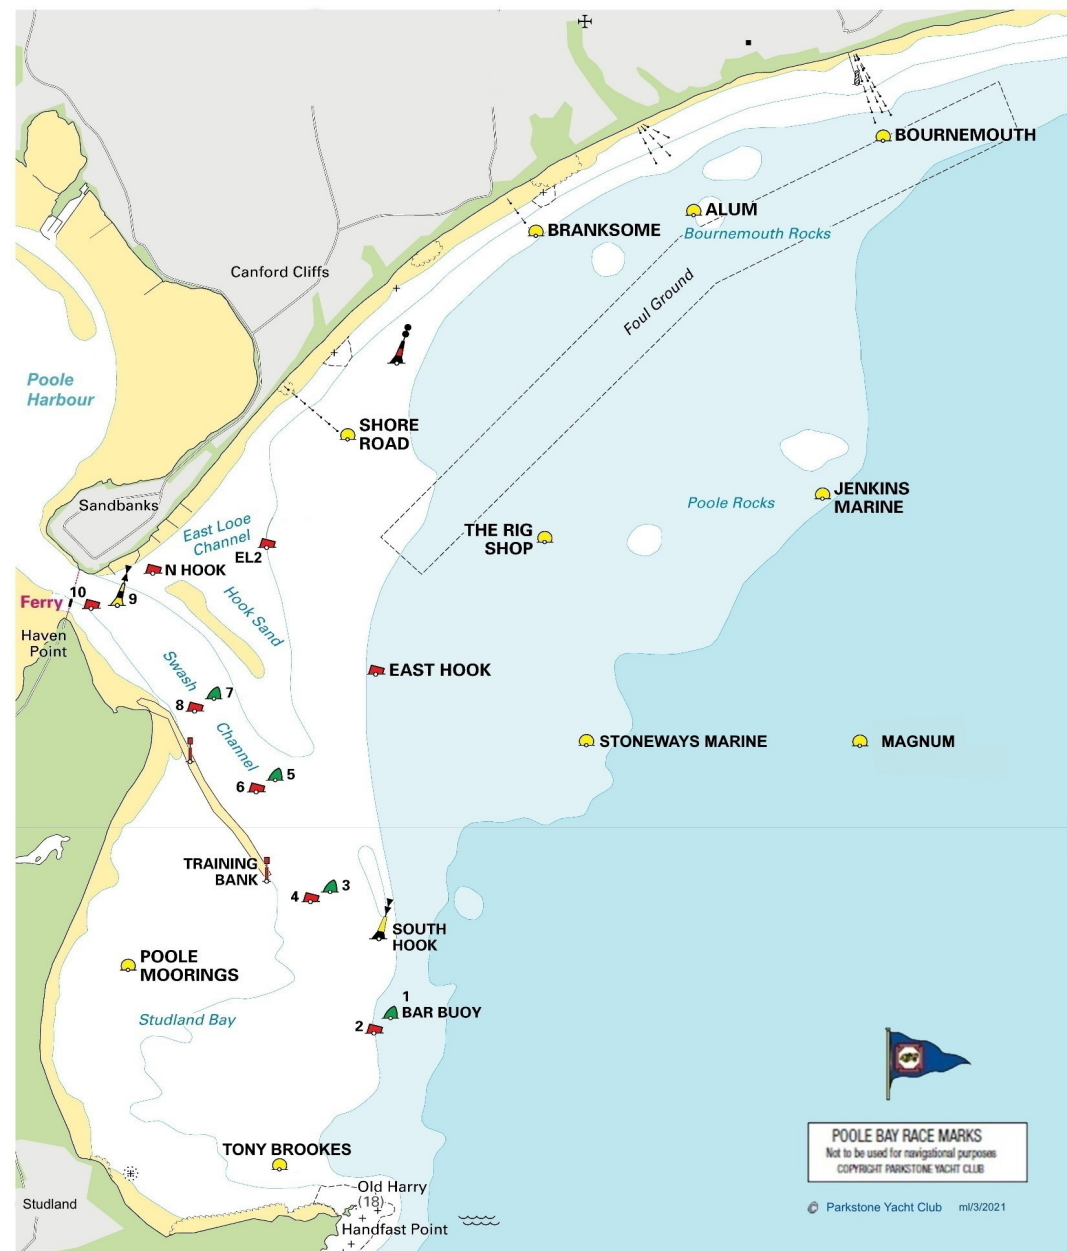 BOURNEMOUTH
ALUM
BRANKSOME
Bournemouth Rocks
Canford Cliffs
Foul Ground
Poole
Harbour
SHORE
ROAD
JENKINS
MARINE
Poole Rocks
Sandbanks
East Looe
Channel
THE RIG
SHOP
EL2
N HOOK
10
Ferry
9
Hook Sand
Haven
Point
Swash
Channel
EAST HOOK
7
8
STONEWAYS MARINE
MAGNUM
5
6
TRAINING
BANK
3
4
SOUTH
HOOK
POOLE
MOORINGS
1
BAR BUOY
2
Studland Bay
POOLE BAY RACE MARKS
Not to be used for navigational purposes
COPYRIGHT PARKSTONE YACHT CLUB
TONY BROOKES
Old Harry
(18)
Studland
Handfast Point
Parkstone Yacht Club ml/3/2021